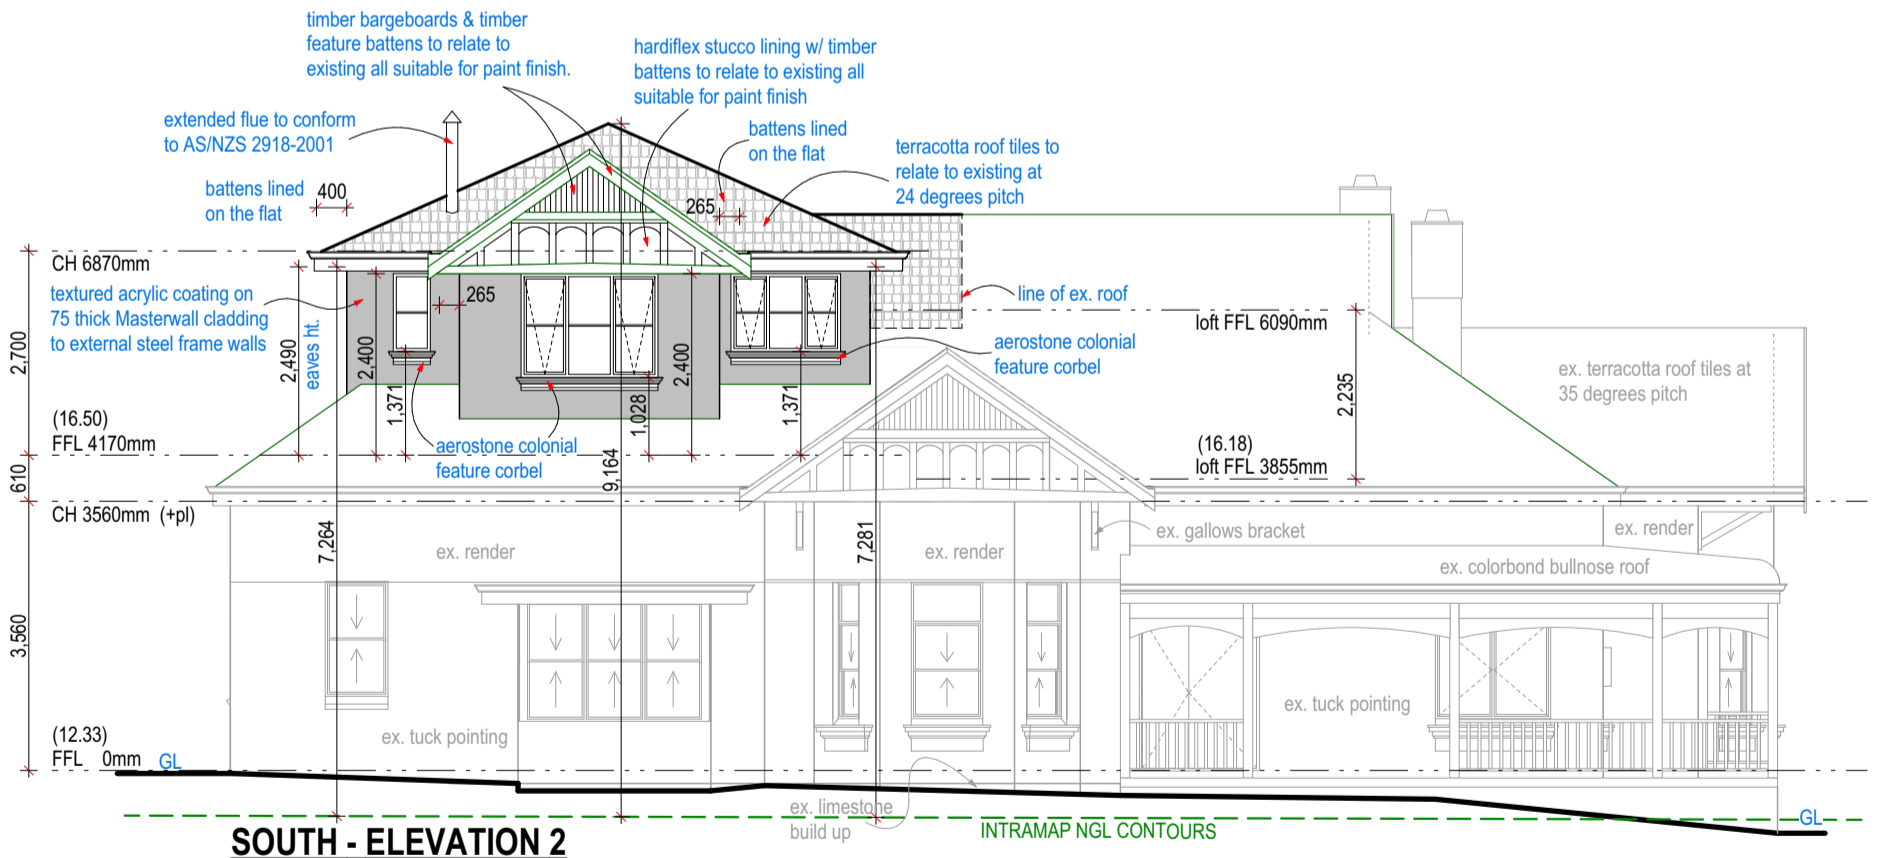 timber bargeboards & timber
feature battens to relate to
existing all suitable for paint finish.
hardiflex stucco lining w/ timber
battens to relate to existing all
suitable for paint finish
extended flue to conform
to AS/NZS 2918-2001
battens lined
on the flat
terracotta roof tiles to
relate to existing at
24 degrees pitch
battens lined
on the flat
400
265
CH 6870mm
textured acrylic coating on
75 thick Masterwall cladding
to external steel frame walls
265
line of ex. roof
loft FFL 6090mm
aerostone colonial
feature corbel
ex. terracotta roof tiles at
35 degrees pitch
2,700
2,490
eaves ht.
2,400
1,371
1,028
2,400
1,371
2,235
(16.50)
FFL 4170mm
aerostone colonial
feature corbel
(16.18)
loft FFL 3855mm
610
9,164
CH 3560mm (+pl)
7,264
7,281
ex. render
ex. render
ex. gallows bracket
ex. render
ex. colorbond bullnose roof
3,560
ex. tuck pointing
ex. tuck pointing
(12.33)
FFL 0mm
GL
ex. limestone
build up
INTRAMAP NGL CONTOURS
GL
SOUTH - ELEVATION 2